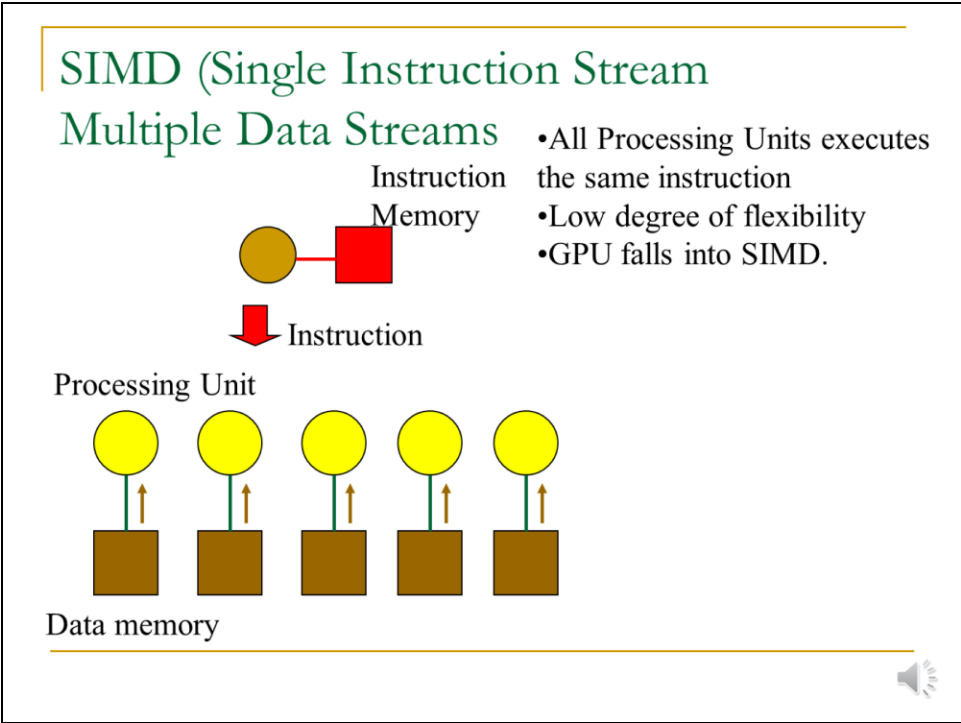 SIMD (Single Instruction Stream
Multiple Data Streams
•All Processing Units executes
the same instruction
•Low degree of flexibility
•GPU falls into SIMD.
Instruction
Memory
Instruction
Processing Unit
Data memory